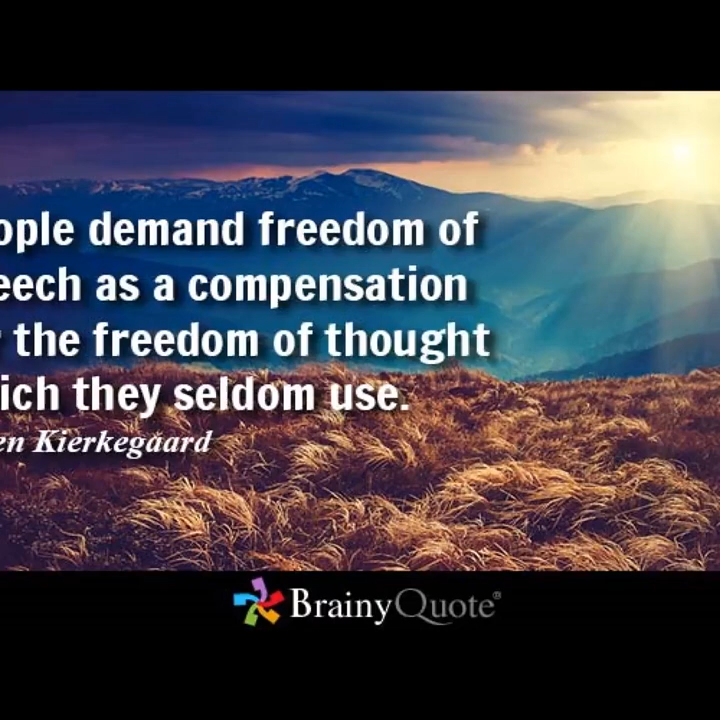 ople demand freedom of
eech as a compensation
the freedom of thought
ich they seldom use.
en Kierkegaard
BrainyQuote®